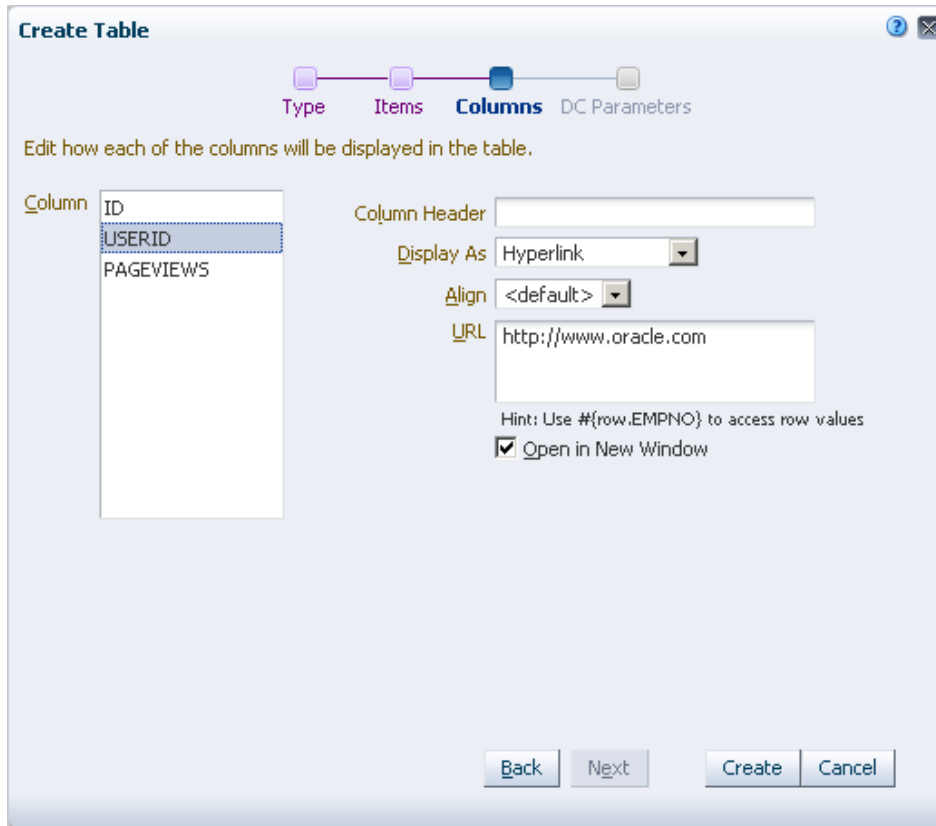 Create Table
Type Items Columns DC Parameters
Edit how each of the columns will be displayed in the table.
Column
ID
USERID
PAGEVIEWS
Column Header
Display As Hyperlink
Align <default>
URL http://www.oracle.com
Hint: Use #{row.EMPNO} to access row values
Open in New Window
Back Next Create Cancel